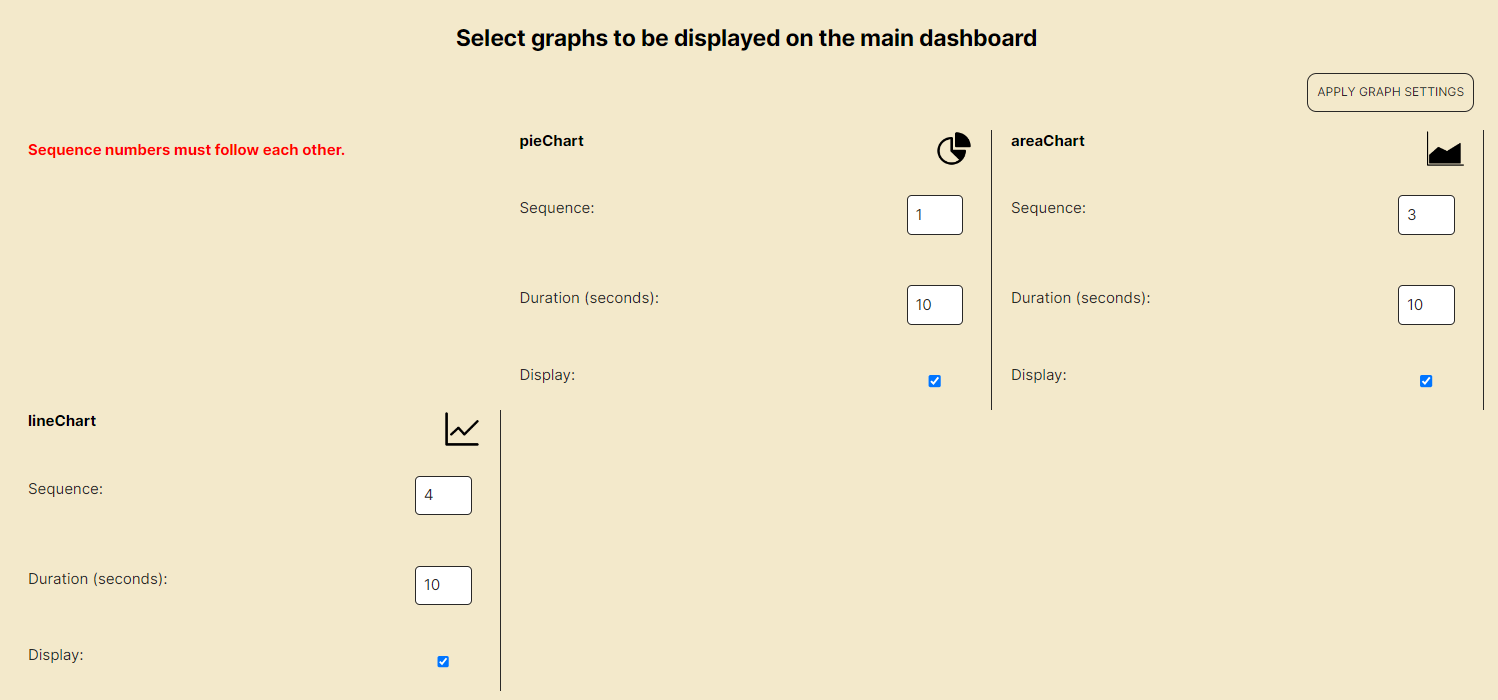 Select graphs to be displayed on the main dashboard
APPLY GRAPH SETTINGS
Sequence numbers must follow each other.
pieChart
Sequence:
1
Duration (seconds):
10
Display:
areaChart
Sequence:
3
Duration (seconds):
10
Display:
lineChart
Sequence:
4
Duration (seconds):
10
Display: